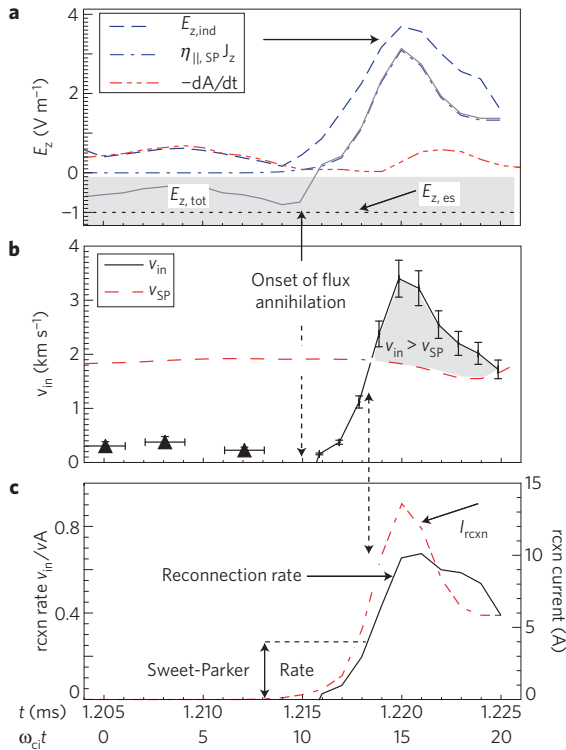 a
E_z,ind
η_||,SP J_z
−dA/dt
4
2
0
−1
E_z (V m⁻¹)
E_z,tot
E_z,es
b
v_in
v_SP
Onset of flux
annihilation
v_in > v_SP
4
3
2
1
0
v_in (km s⁻¹)
c
I_rcxn
Reconnection rate
Sweet-Parker Rate
0.8
0.4
0
rcxn rate v_in/vA
15
10
5
0
rcxn current (A)
t (ms) 1.205 1.210 1.215 1.220 1.225
ω_ci t 0 5 10 15 20